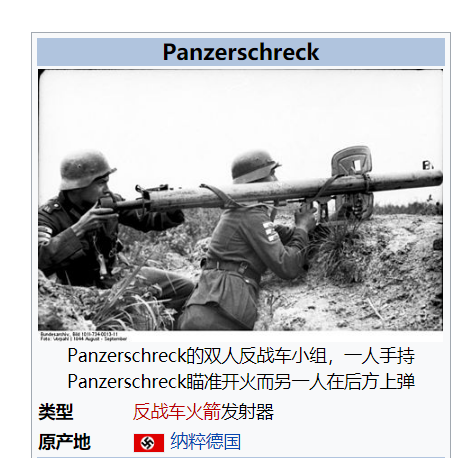 Panzerschreck
Bundesarchiv, Bild 101I-734-0013-11
Foto: Vorpahl | 1944 August - September
Panzerschreck的双人反战车小组，一人手持
Panzerschreck瞄准开火而另一人在后方上弹
类型 反战车火箭发射器
原产地 纳粹德国